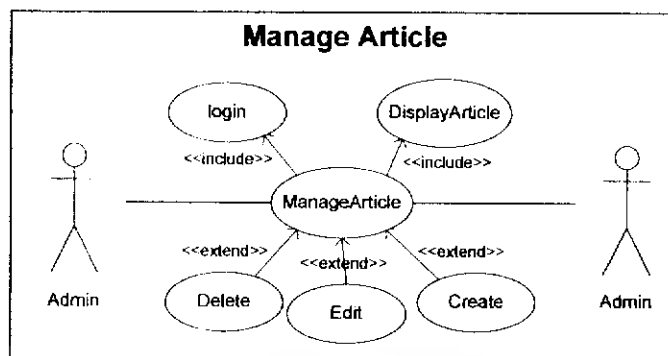 Manage Article
login
DisplayArticle
<<include>>
<<include>>
ManageArticle
<<extend>>
<<extend>>
<<extend>>
Admin
Delete
Edit
Create
Admin